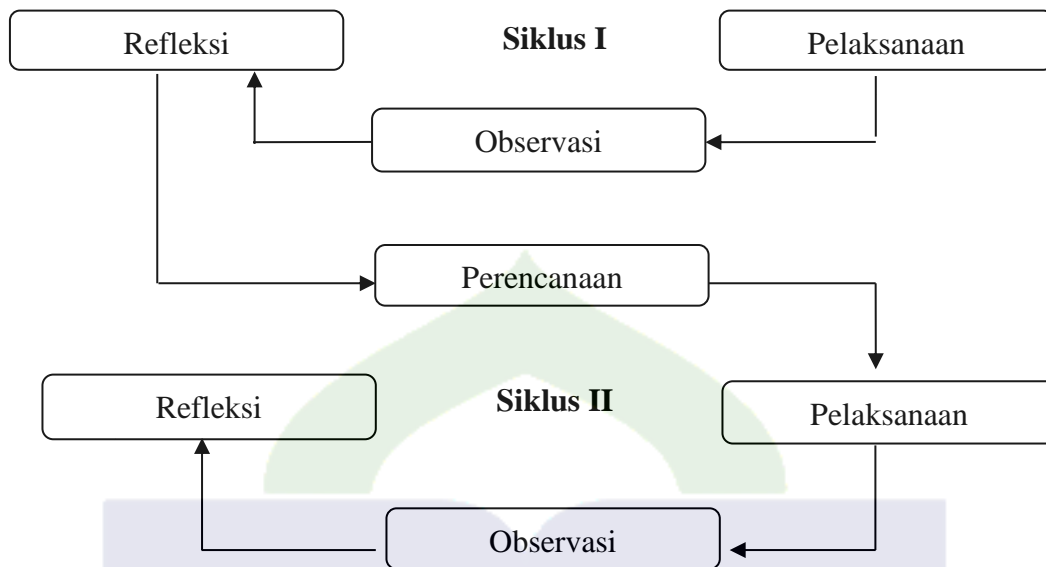 Refleksi
Siklus I
Pelaksanaan
Observasi
Perencanaan
Refleksi
Siklus II
Pelaksanaan
Observasi